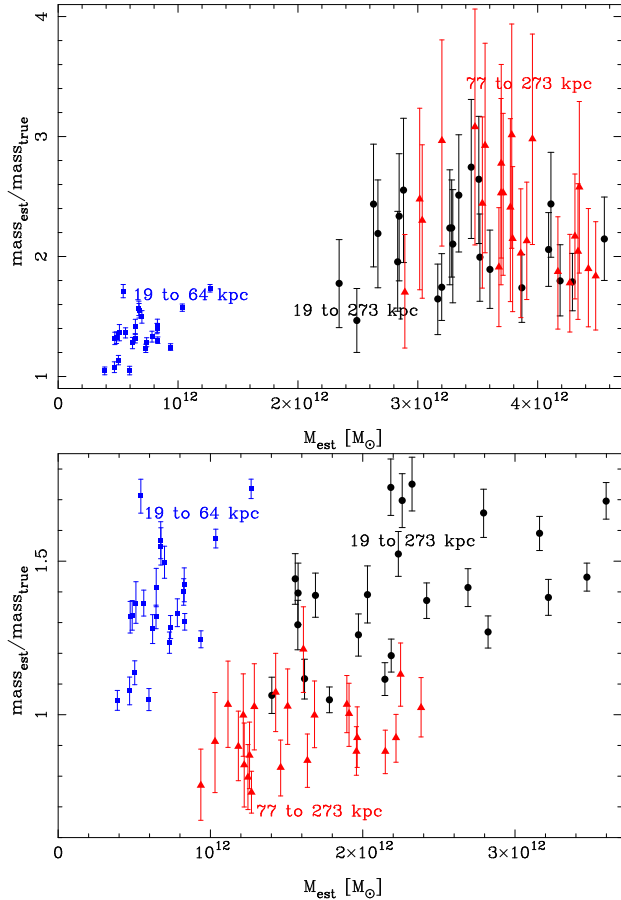 4
3
2
1
mass_est/mass_true
77 to 273 kpc
19 to 64 kpc
19 to 273 kpc
0
10^12
2×10^12
3×10^12
4×10^12
M_est [M_⊙]
1.5
1
mass_est/mass_true
19 to 64 kpc
19 to 273 kpc
77 to 273 kpc
0
10^12
2×10^12
3×10^12
M_est [M_⊙]